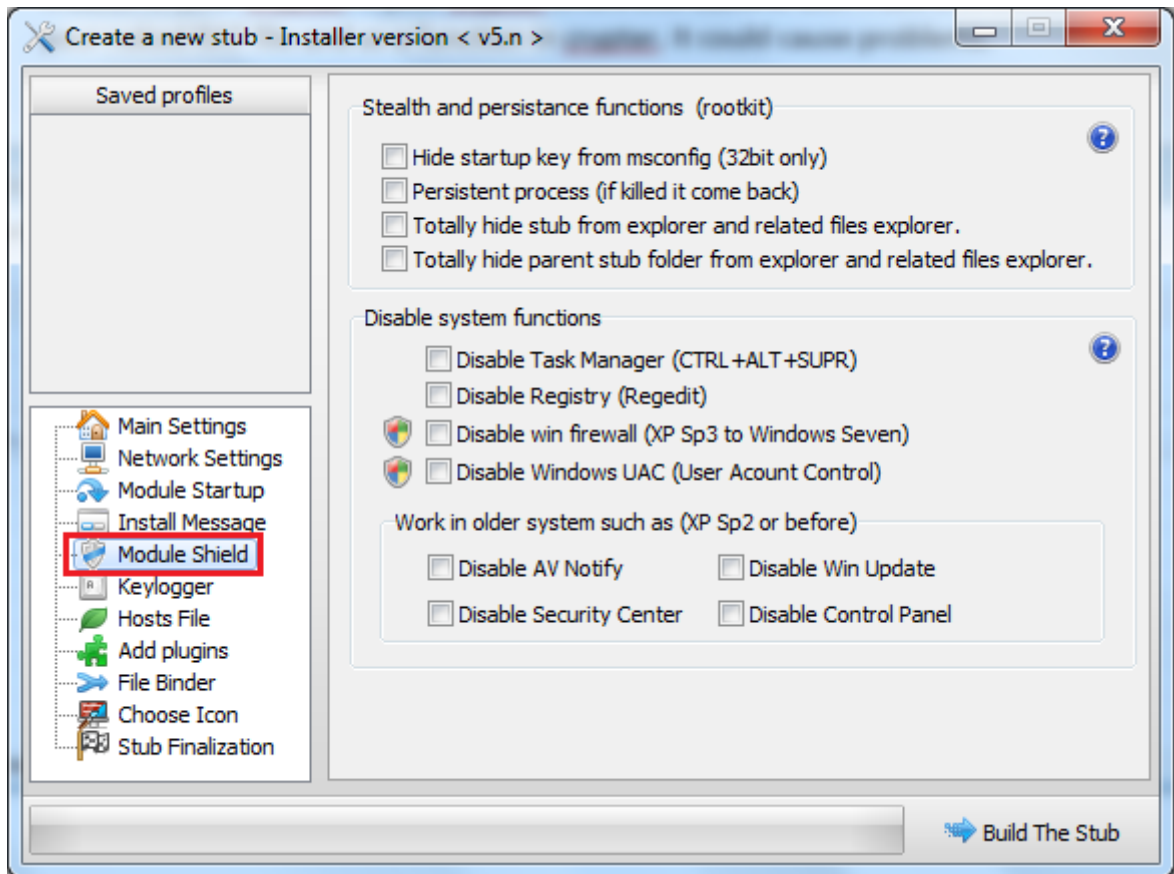 Create a new stub - Installer version < v5.n >
Saved profiles
Main Settings
Network Settings
Module Startup
Install Message
Module Shield
Keylogger
Hosts File
Add plugins
File Binder
Choose Icon
Stub Finalization
Stealth and persistance functions (rootkit)
Hide startup key from msconfig (32bit only)
Persistent process (if killed it come back)
Totally hide stub from explorer and related files explorer.
Totally hide parent stub folder from explorer and related files explorer.
Disable system functions
Disable Task Manager (CTRL+ALT+SUPR)
Disable Registry (Regedit)
Disable win firewall (XP Sp3 to Windows Seven)
Disable Windows UAC (User Acount Control)
Work in older system such as (XP Sp2 or before)
Disable AV Notify
Disable Win Update
Disable Security Center
Disable Control Panel
Build The Stub